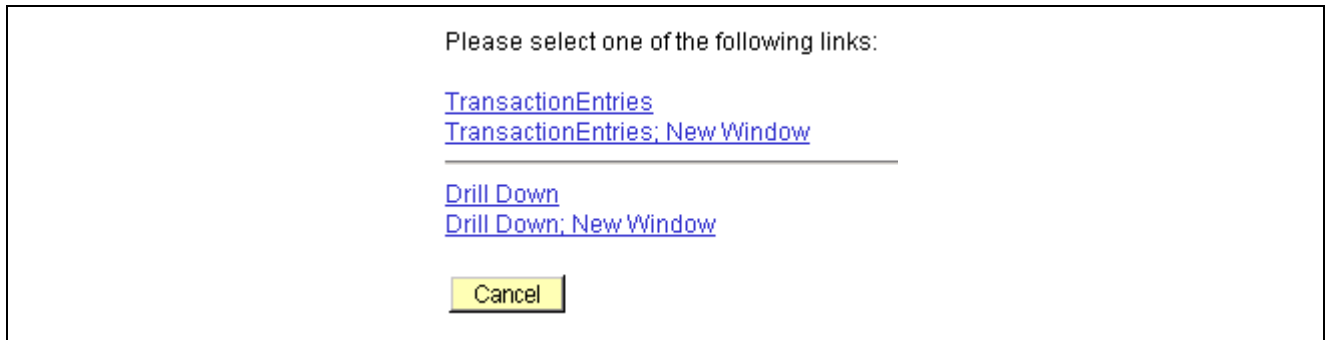 Please select one of the following links:
TransactionEntries
TransactionEntries; New Window
Drill Down
Drill Down; New Window
Cancel